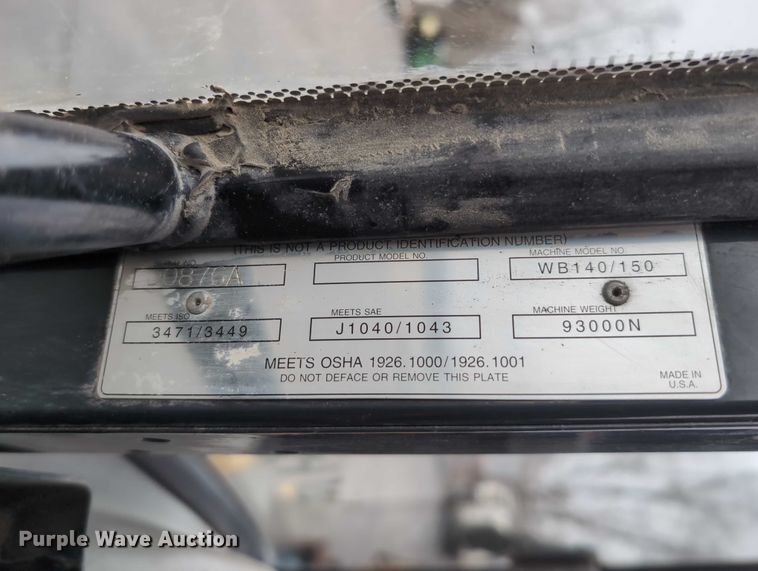 (THIS IS NOT A PRODUCT IDENTIFICATION NUMBER)
PRODUCT MODEL NO. MACHINE MODEL NO.
WB140/150
MEETS ISO MEETS SAE MACHINE WEIGHT
3471/3449 J1040/1043 93000N
MEETS OSHA 1926.1000/1926.1001
DO NOT DEFACE OR REMOVE THIS PLATE
MADE IN
U.S.A.
Purple Wave Auction